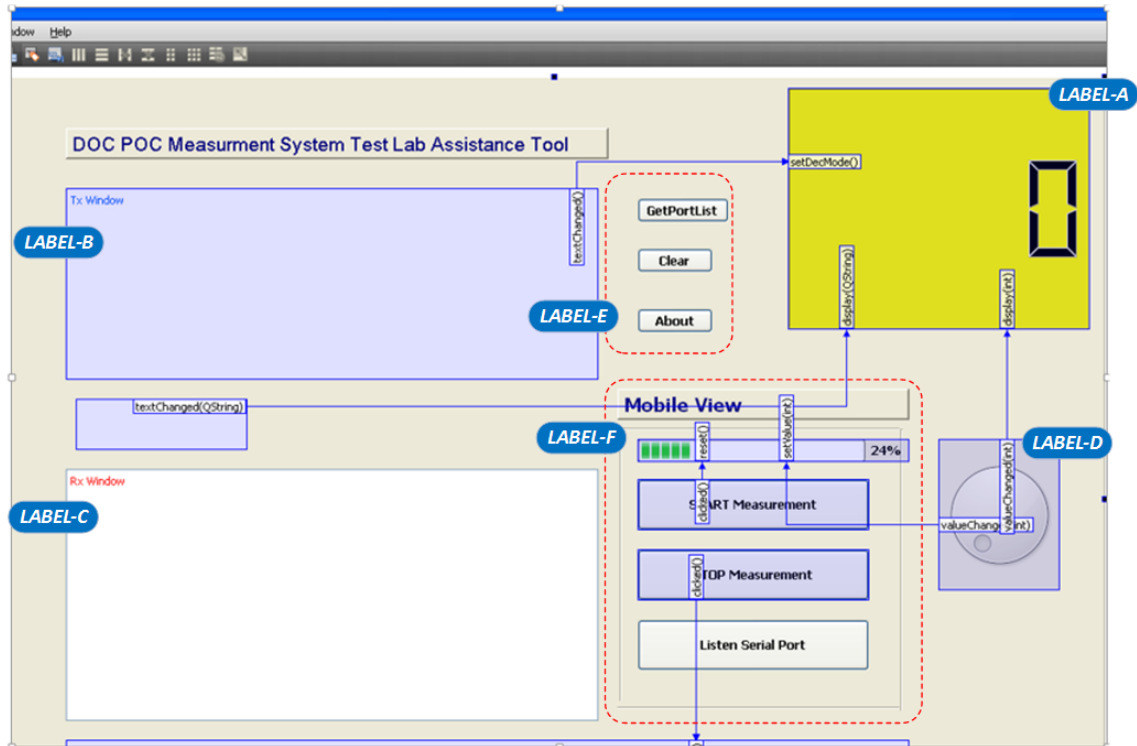 dow Help
LABEL-A
DOC POC Measurment System Test Lab Assistance Tool
setDecMode()
Tx Window
textChanged()
GetPortList
0
LABEL-B
Clear
display(QString)
display(int)
LABEL-E
About
textChanged(QString)
Mobile View
setValue(int)
LABEL-F
reset()
24%
LABEL-D
valueChanged(int)
Rx Window
clicked()
START Measurement
LABEL-C
valueChanged(int)
clicked()
STOP Measurement
Listen Serial Port